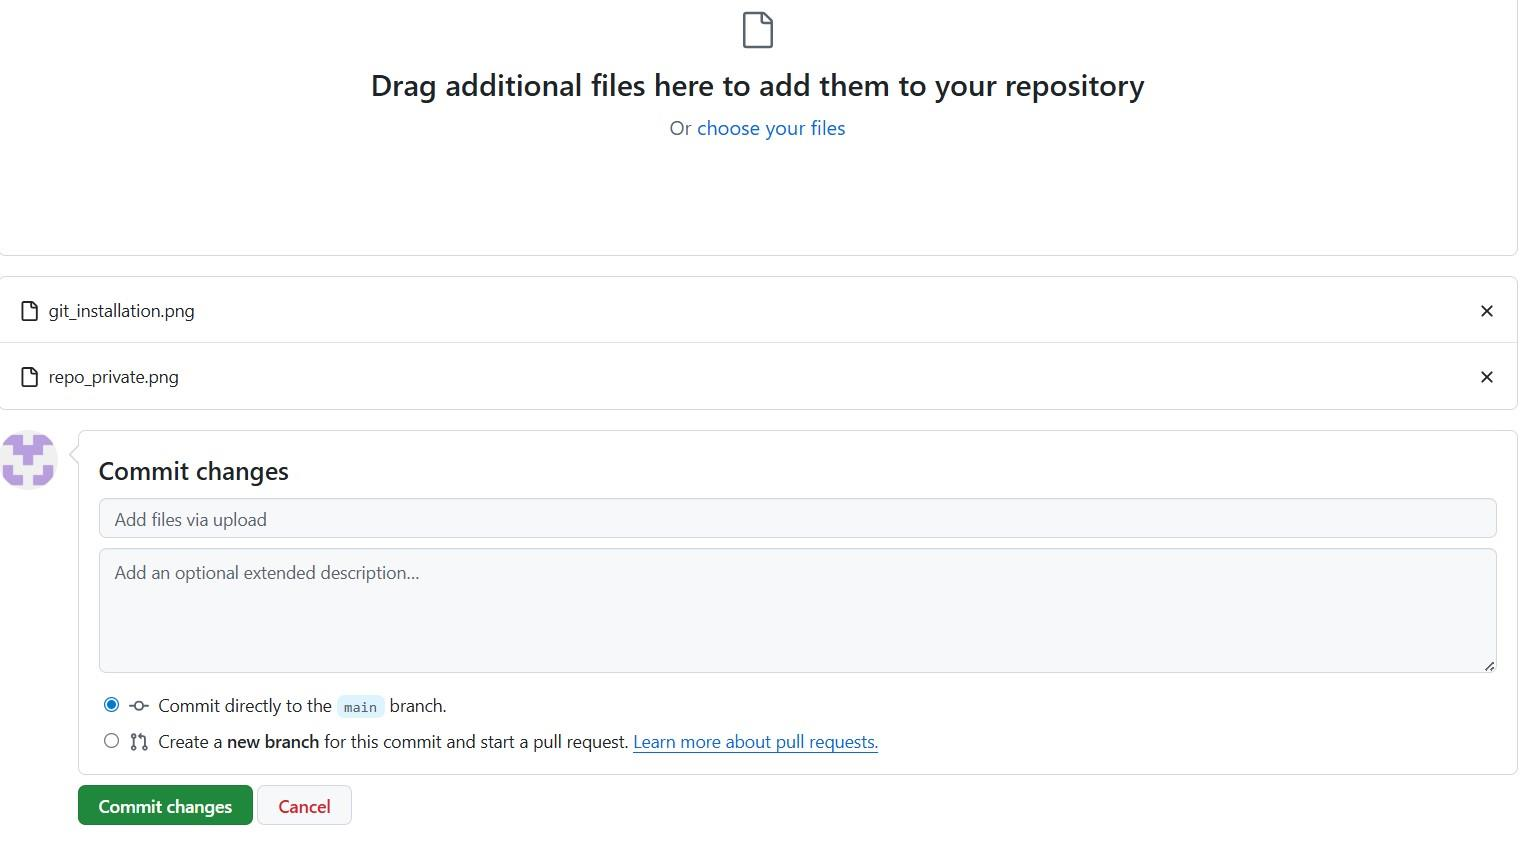 Drag additional files here to add them to your repository
Or choose your files
git_installation.png
repo_private.png
Commit changes
Add files via upload
Add an optional extended description...
Commit directly to the main branch.
Create a new branch for this commit and start a pull request. Learn more about pull requests.
Commit changes Cancel